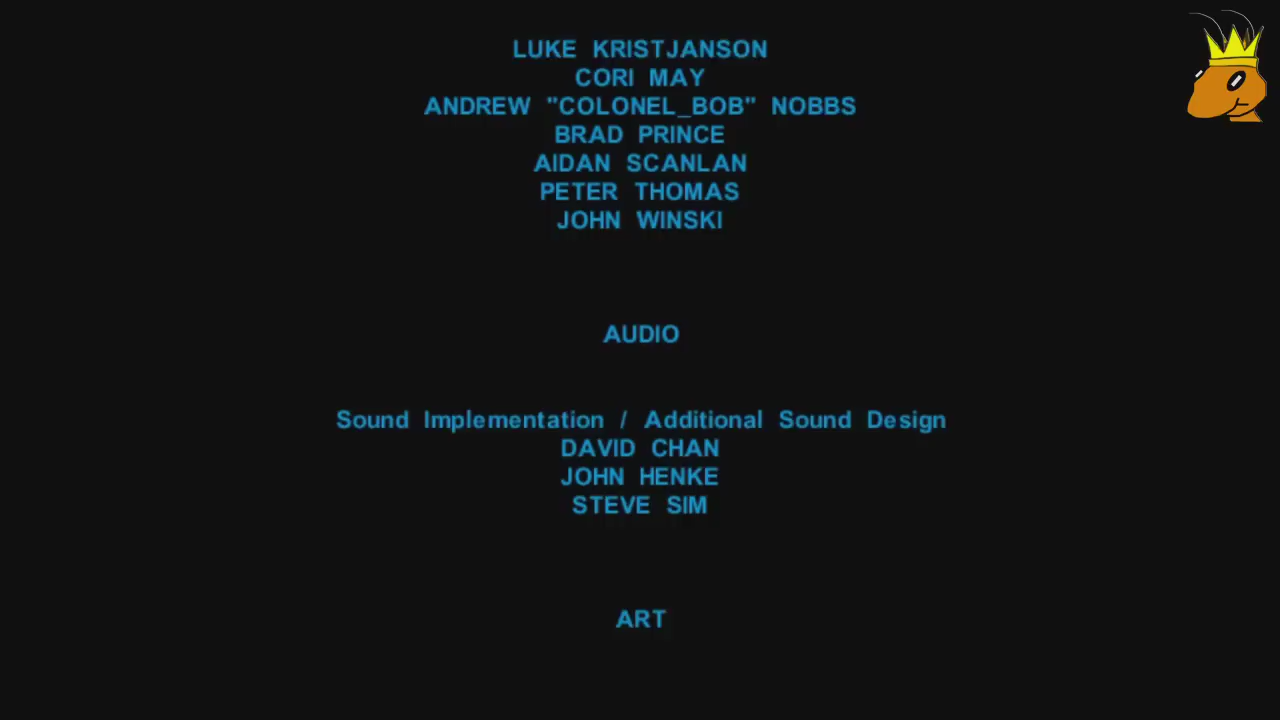 LUKE KRISTJANSON
CORI MAY
ANDREW "COLONEL_BOB" NOBBS
BRAD PRINCE
AIDAN SCANLAN
PETER THOMAS
JOHN WINSKI
AUDIO
Sound Implementation / Additional Sound Design
DAVID CHAN
JOHN HENKE
STEVE SIM
ART